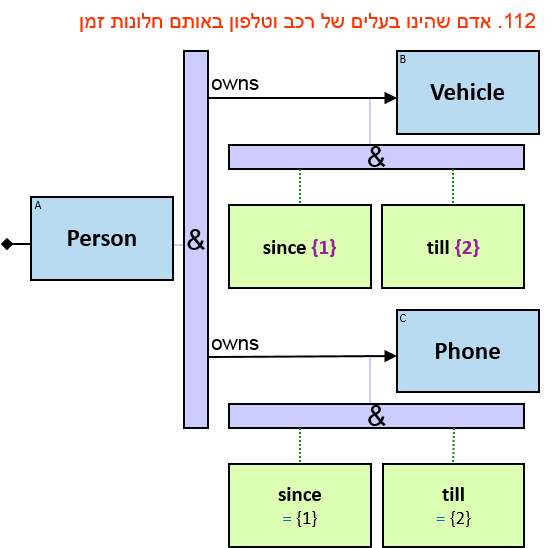 112. אדם שהינו בעלים של רכב וטלפון באותם חלונות זמן
owns
B
Vehicle
&
since {1}
till {2}
A
Person
&
owns
C
Phone
&
since
= {1}
till
= {2}